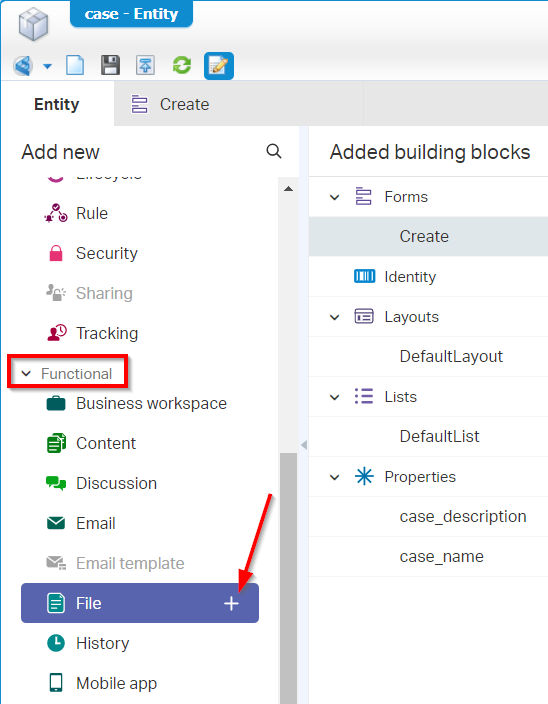 case - Entity
Entity
Create
Add new
Lifecycle
Rule
Security
Sharing
Tracking
Functional
Business workspace
Content
Discussion
Email
Email template
File
History
Mobile app
Added building blocks
Forms
Create
Identity
Layouts
DefaultLayout
Lists
DefaultList
Properties
case_description
case_name